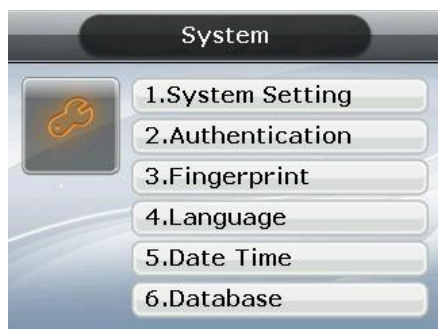 System
1.System Setting
2.Authentication
3.Fingerprint
4.Language
5.Date Time
6.Database